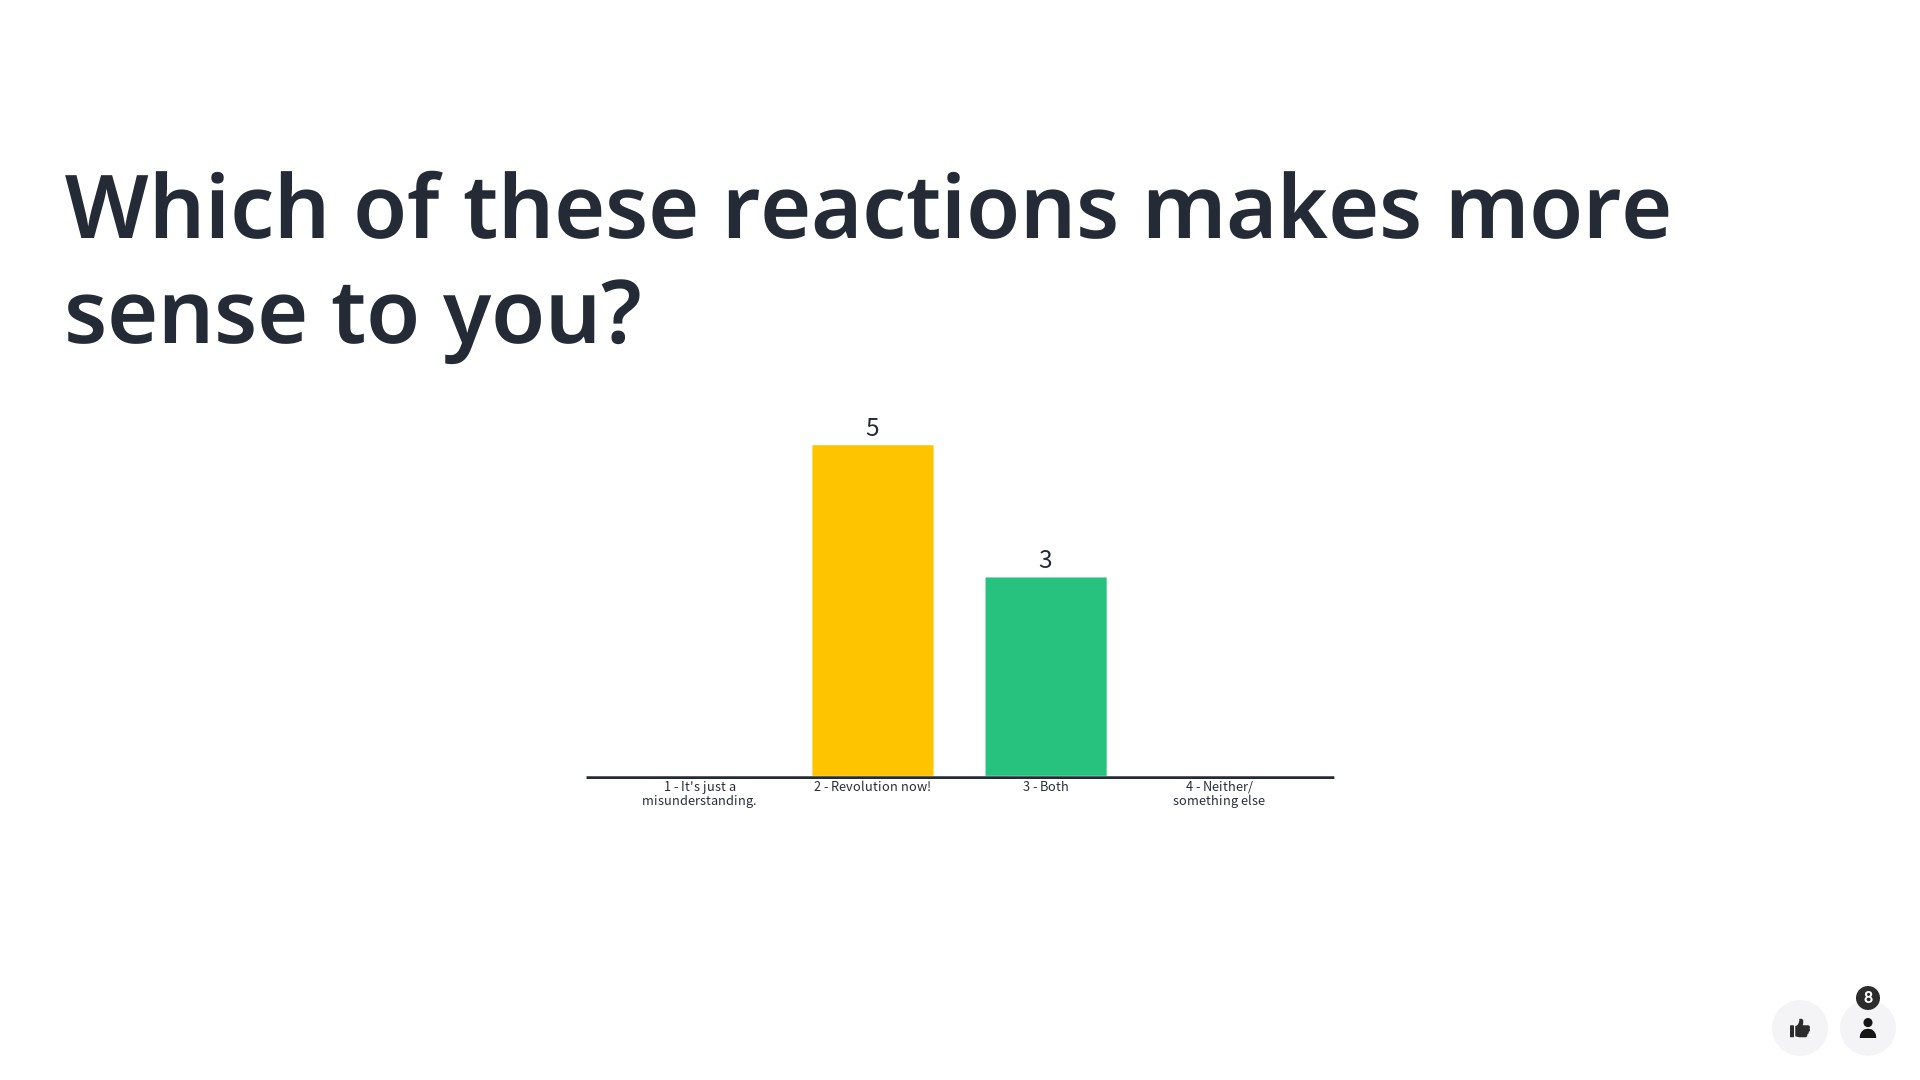 Which of these reactions makes more
sense to you?
5
3
1 - It's just a
misunderstanding.
2 - Revolution now!
3 - Both
4 - Neither/
something else
8